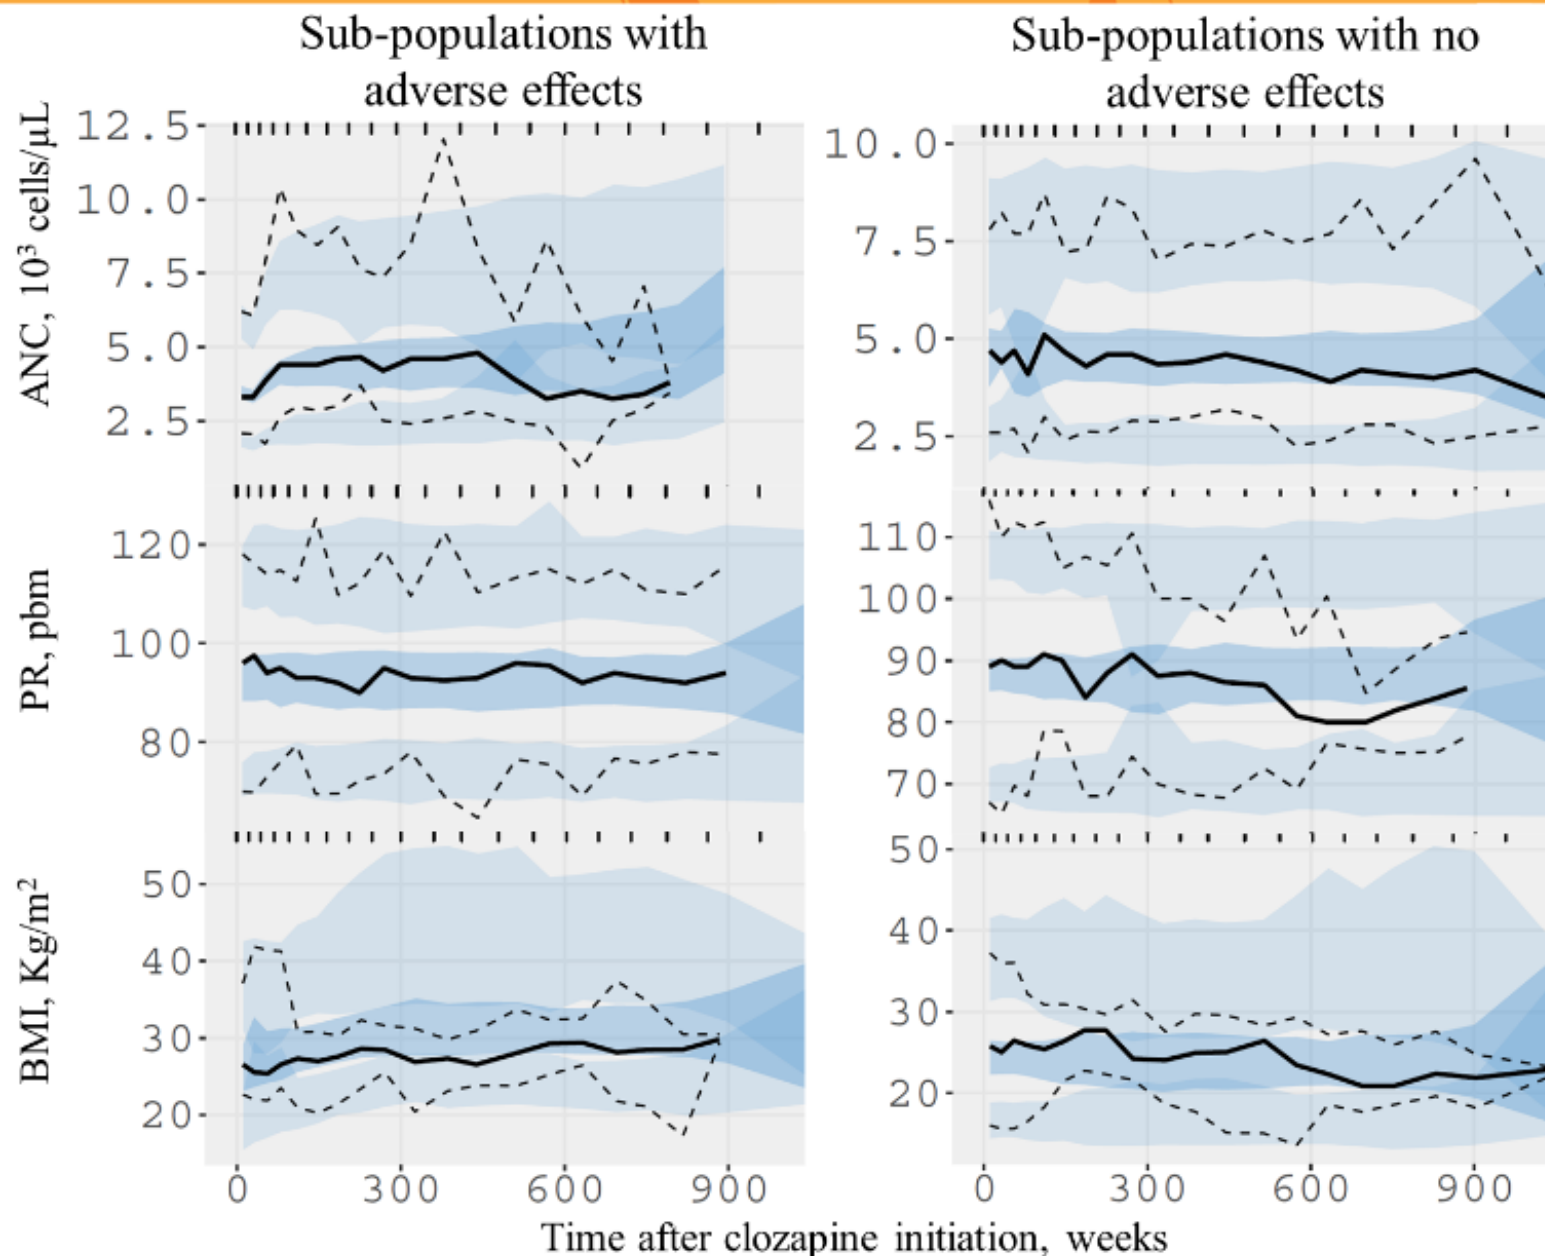 Sub-populations with
adverse effects
Sub-populations with no
adverse effects
ANC, 10³ cells/µL
12.5
10.0
7.5
5.0
2.5
10.0
7.5
5.0
2.5
PR, pbm
120
100
80
110
100
90
80
70
BMI, Kg/m²
50
40
30
20
50
40
30
20
0 300 600 900
0 300 600 900
Time after clozapine initiation, weeks